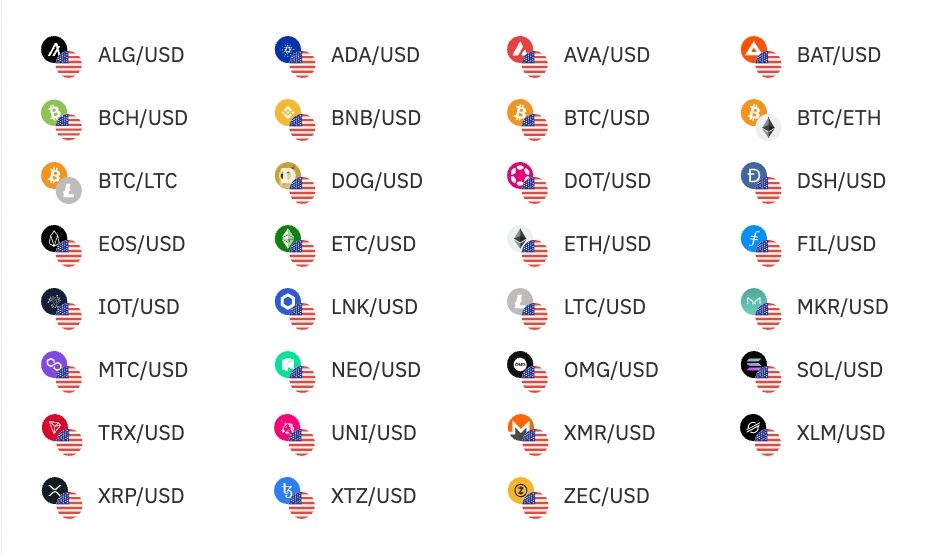 ALG/USD ADA/USD AVA/USD BAT/USD
BCH/USD BNB/USD BTC/USD BTC/ETH
BTC/LTC DOG/USD DOT/USD DSH/USD
EOS/USD ETC/USD ETH/USD FIL/USD
IOT/USD LNK/USD LTC/USD MKR/USD
MTC/USD NEO/USD OMG/USD SOL/USD
TRX/USD UNI/USD XMR/USD XLM/USD
XRP/USD XTZ/USD ZEC/USD